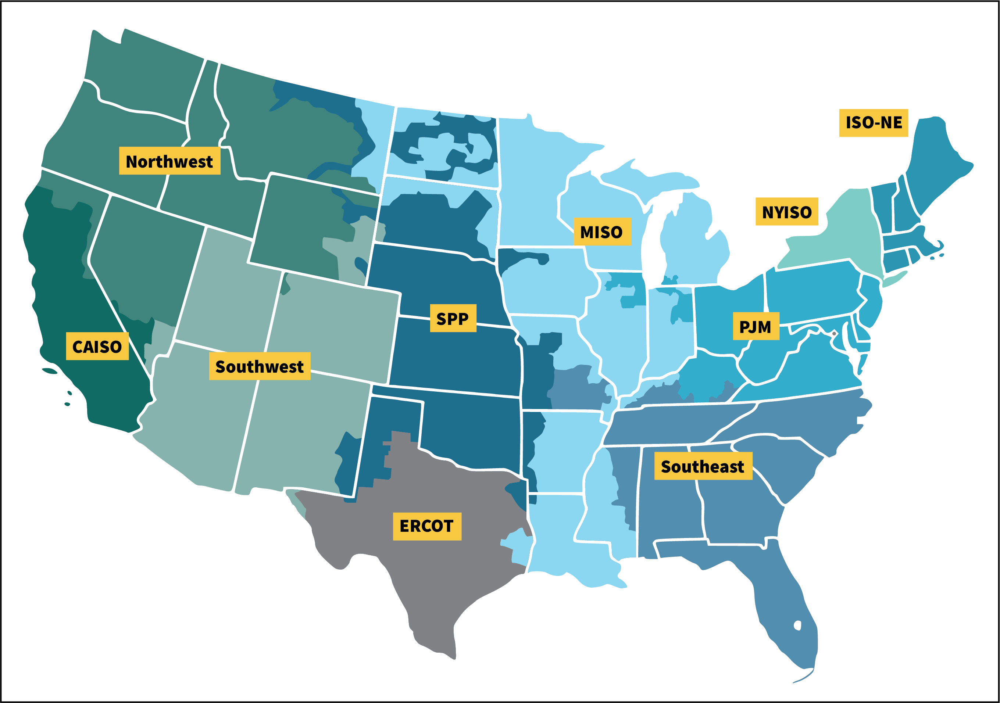 ISO-NE
Northwest
NYISO
MISO
SPP
PJM
CAISO
Southwest
Southeast
ERCOT